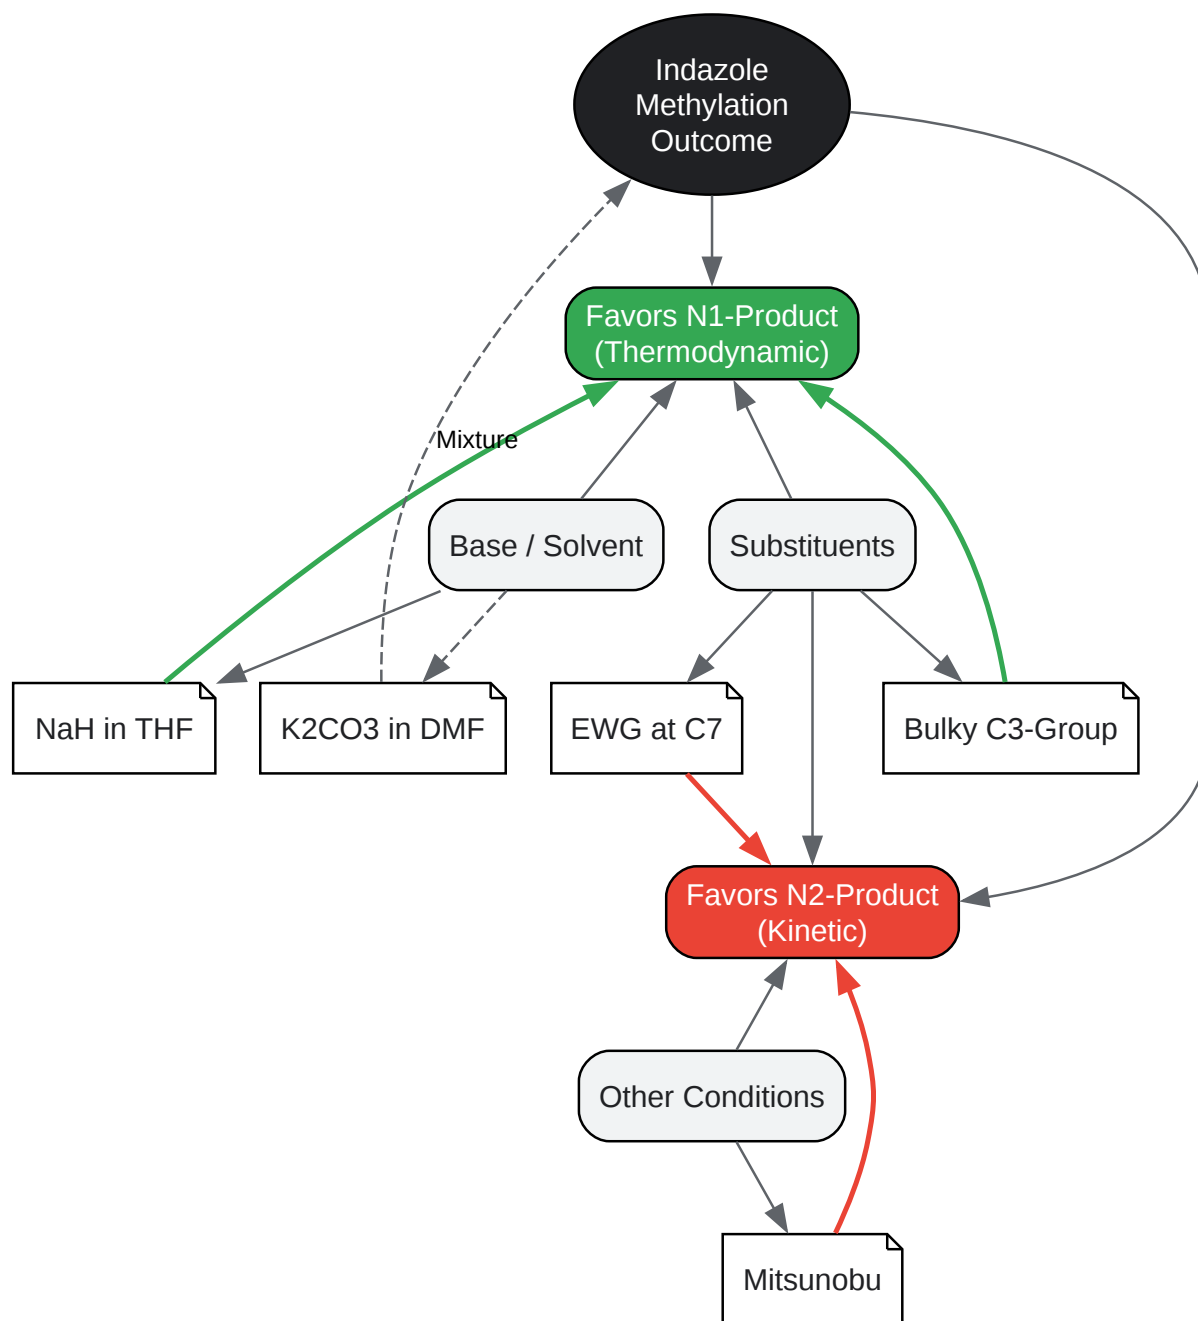 Indazole
Methylation
Outcome
Favors N1-Product
(Thermodynamic)
Mixture
Base / Solvent
Substituents
NaH in THF
K2CO3 in DMF
EWG at C7
Bulky C3-Group
Favors N2-Product
(Kinetic)
Other Conditions
Mitsunobu